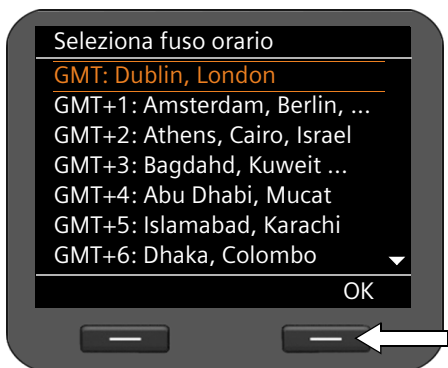 Seleziona fuso orario
GMT: Dublin, London
GMT+1: Amsterdam, Berlin, ...
GMT+2: Athens, Cairo, Israel
GMT+3: Bagdahd, Kuweit ...
GMT+4: Abu Dhabi, Mucat
GMT+5: Islamabad, Karachi
GMT+6: Dhaka, Colombo
OK